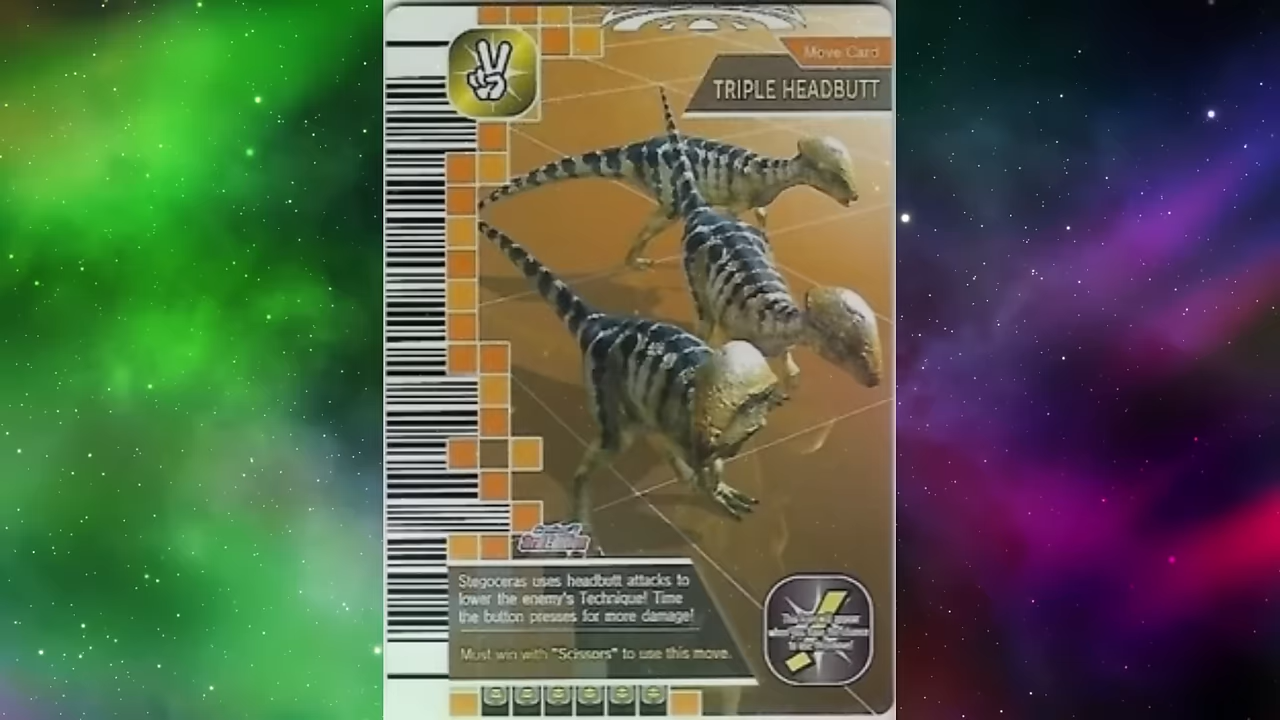 Move Card
TRIPLE HEADBUTT
Stegoceras uses headbutt attacks to
lower the enemy's Technique! Time
the button presses for more damage!
Must win with "Scissors" to use this move.